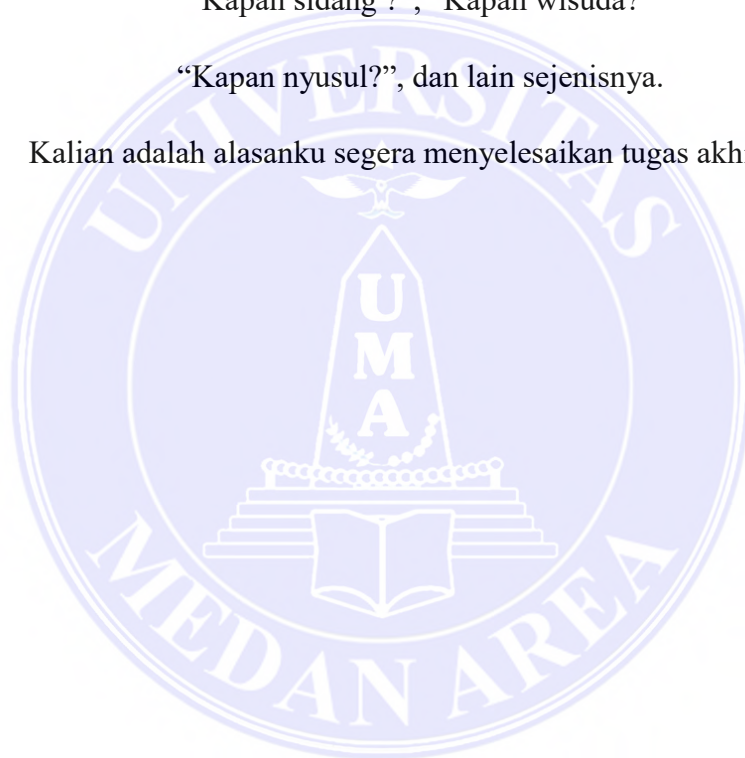 "Kapan sidang ?", "Kapan wisuda?"
“Kapan nyusul?”, dan lain sejenisnya.
Kalian adalah alasanku segera menyelesaikan tugas
UNIVERSITAS
UMA
MEDAN AREA